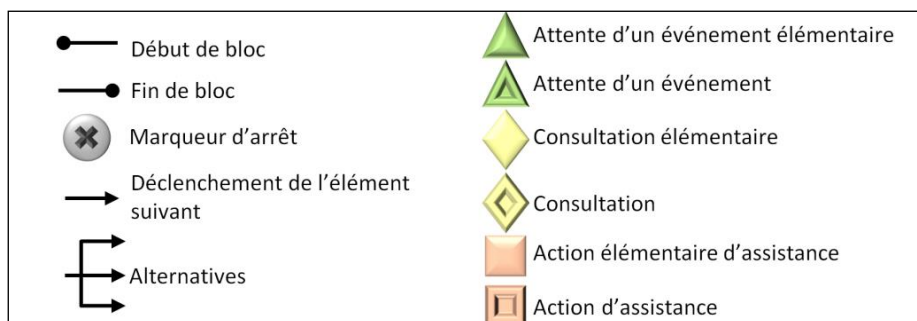 Début de bloc
Fin de bloc
Marqueur d'arrêt
Déclenchement de l'élément
suivant
Alternatives
Attente d'un événement élémentaire
Attente d'un événement
Consultation élémentaire
Consultation
Action élémentaire d'assistance
Action d'assistance